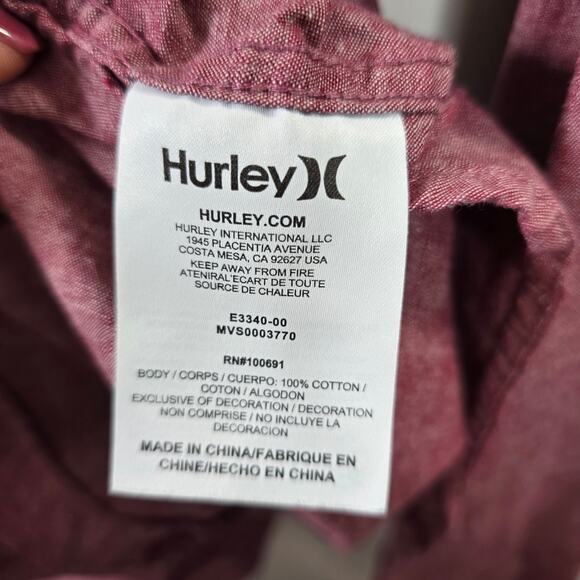 Hurley
HURLEY.COM
HURLEY INTERNATIONAL LLC
1945 PLACENTIA AVENUE
COSTA MESA, CA 92627 USA
KEEP AWAY FROM FIRE
ATENIRAL'ECART DE TOUTE
SOURCE DE CHALEUR
E3340-00
MVS0003770
RN#100691
BODY / CORPS / CUERPO: 100% COTTON /
COTON / ALGODON
EXCLUSIVE OF DECORATION / DECORATION
NON COMPRISE / NO INCLUYE LA
DECORACION
MADE IN CHINA/FABRIQUE EN
CHINE/HECHO EN CHINA